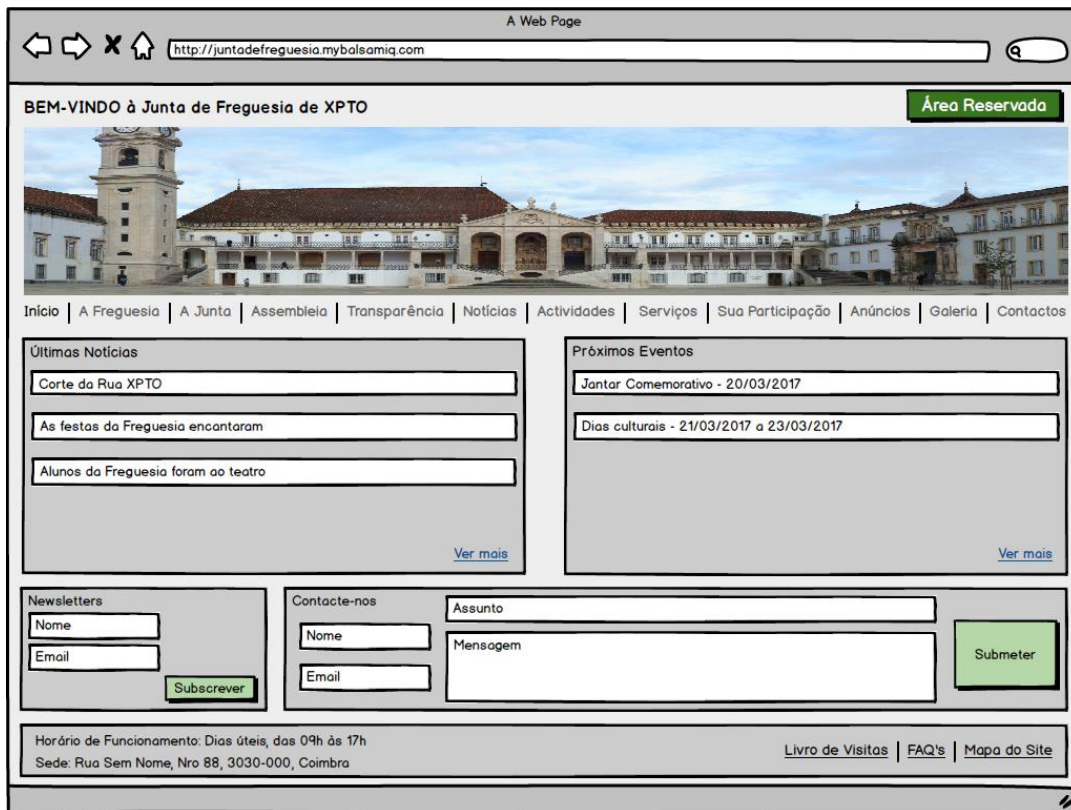 A Web Page
http://juntadefreguesia.mybalsamiq.com
BEM-VINDO à Junta de Freguesia de XPTO
Área Reservada
Início | A Freguesia | A Junta | Assembleia | Transparência | Notícias | Actividades | Serviços | Sua Participação | Anúncios | Galeria | Contactos
Últimas Notícias
Corte da Rua XPTO
As festas da Freguesia encantaram
Alunos da Freguesia foram ao teatro
Ver mais
Próximos Eventos
Jantar Comemorativo - 20/03/2017
Dias culturais - 21/03/2017 a 23/03/2017
Ver mais
Newsletters
Nome
Email
Subscrever
Contacte-nos
Nome
Email
Assunto
Mensagem
Submeter
Horário de Funcionamento: Dias úteis, das 09h às 17h
Sede: Rua Sem Nome, Nro 88, 3030-000, Coimbra
Livro de Visitas | FAQ's | Mapa do Site